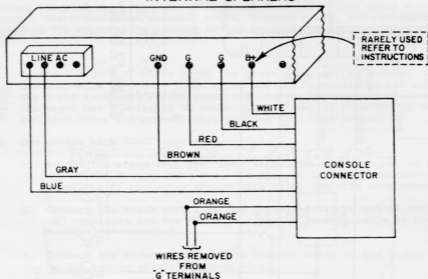 INTERNAL SPEAKERS
LINE AC
GND G G B+
RARELY USED
REFER TO
INSTRUCTIONS
WHITE
BLACK
RED
BROWN
CONSOLE
CONNECTOR
GRAY
BLUE
ORANGE
ORANGE
WIRES REMOVED
FROM
"G" TERMINALS